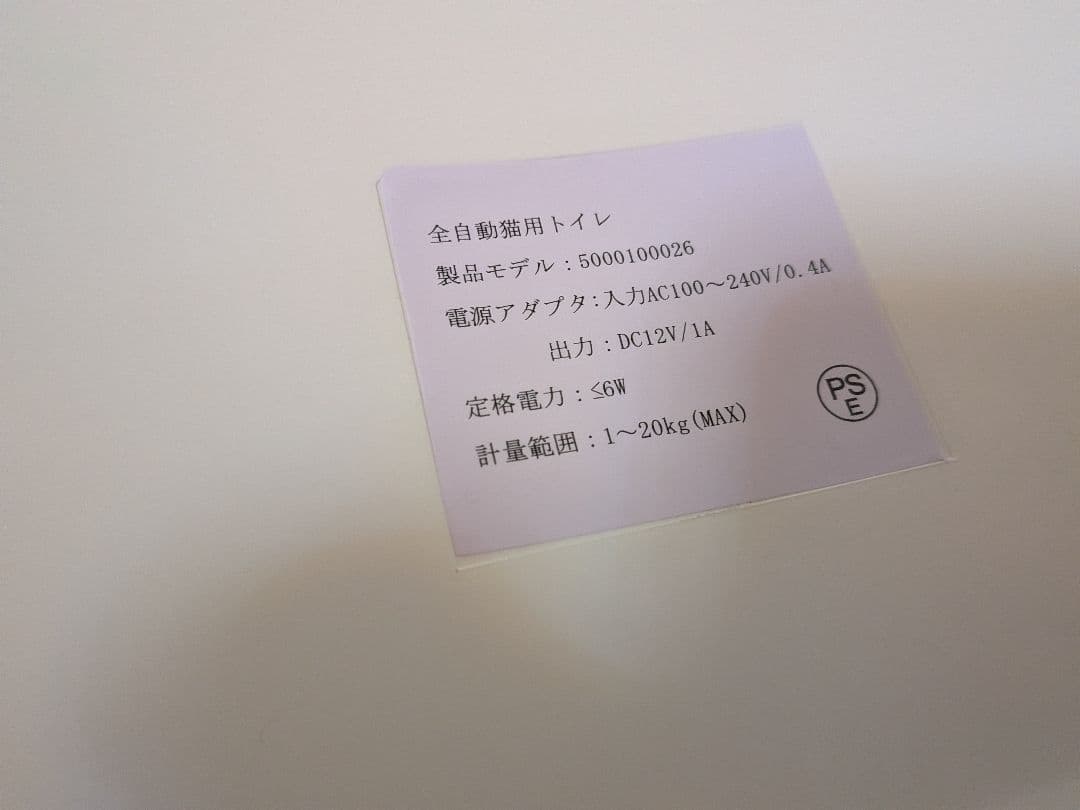 全自動猫用トイレ
製品モデル：5000100026
電源アダプタ：入力AC100～240V/0.4A
出力：DC12V/1A
定格電力：≤6W
計量範囲：1～20kg(MAX)
PS
E